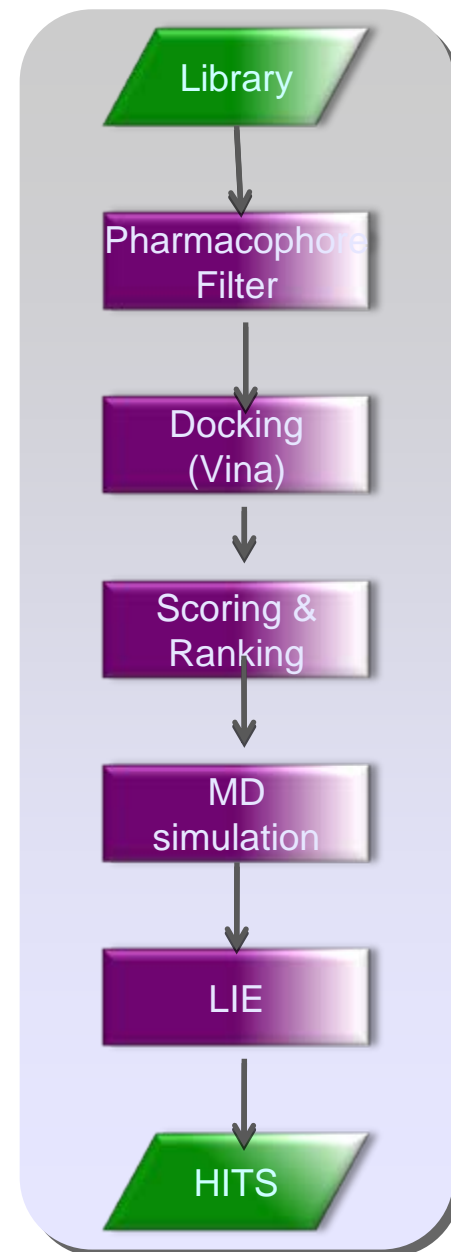 Library
Pharmacophore
Filter
Docking
(Vina)
Scoring &
Ranking
MD
simulation
LIE
HITS